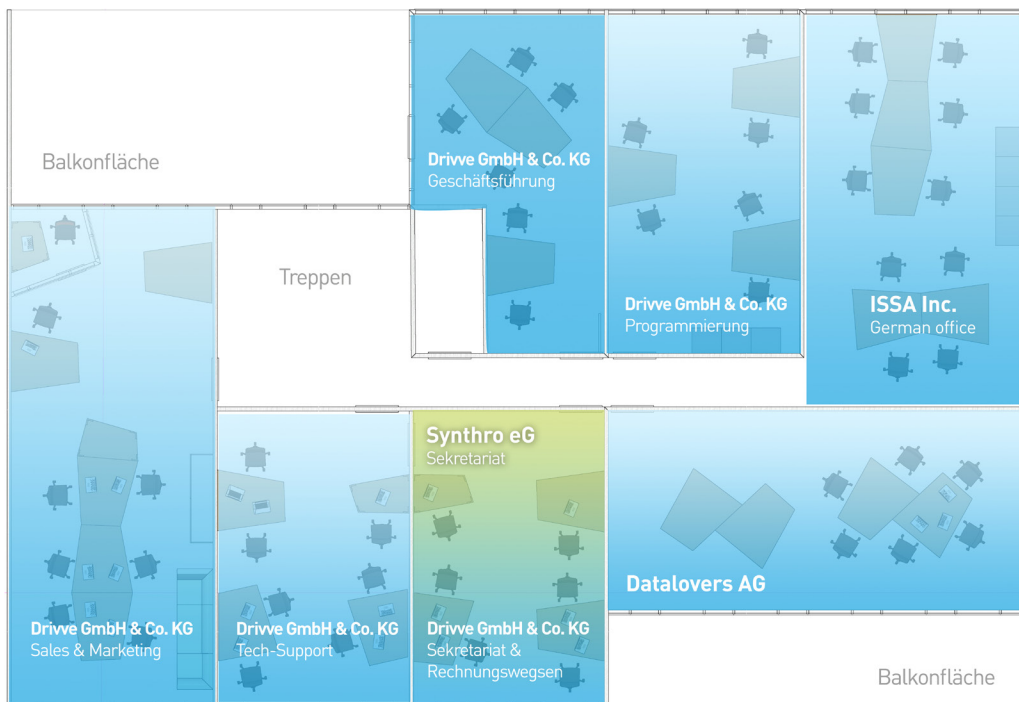 Balkonfläche
Drivve GmbH & Co. KG
Geschäftsführung
Treppen
Drivve GmbH & Co. KG
Programmierung
ISSA Inc.
German office
Synthro eG
Sekretariat
Datalovers AG
Drivve GmbH & Co. KG
Sales & Marketing
Drivve GmbH & Co. KG
Tech-Support
Drivve GmbH & Co. KG
Sekretariat &
Rechnungswegsen
Balkonfläche